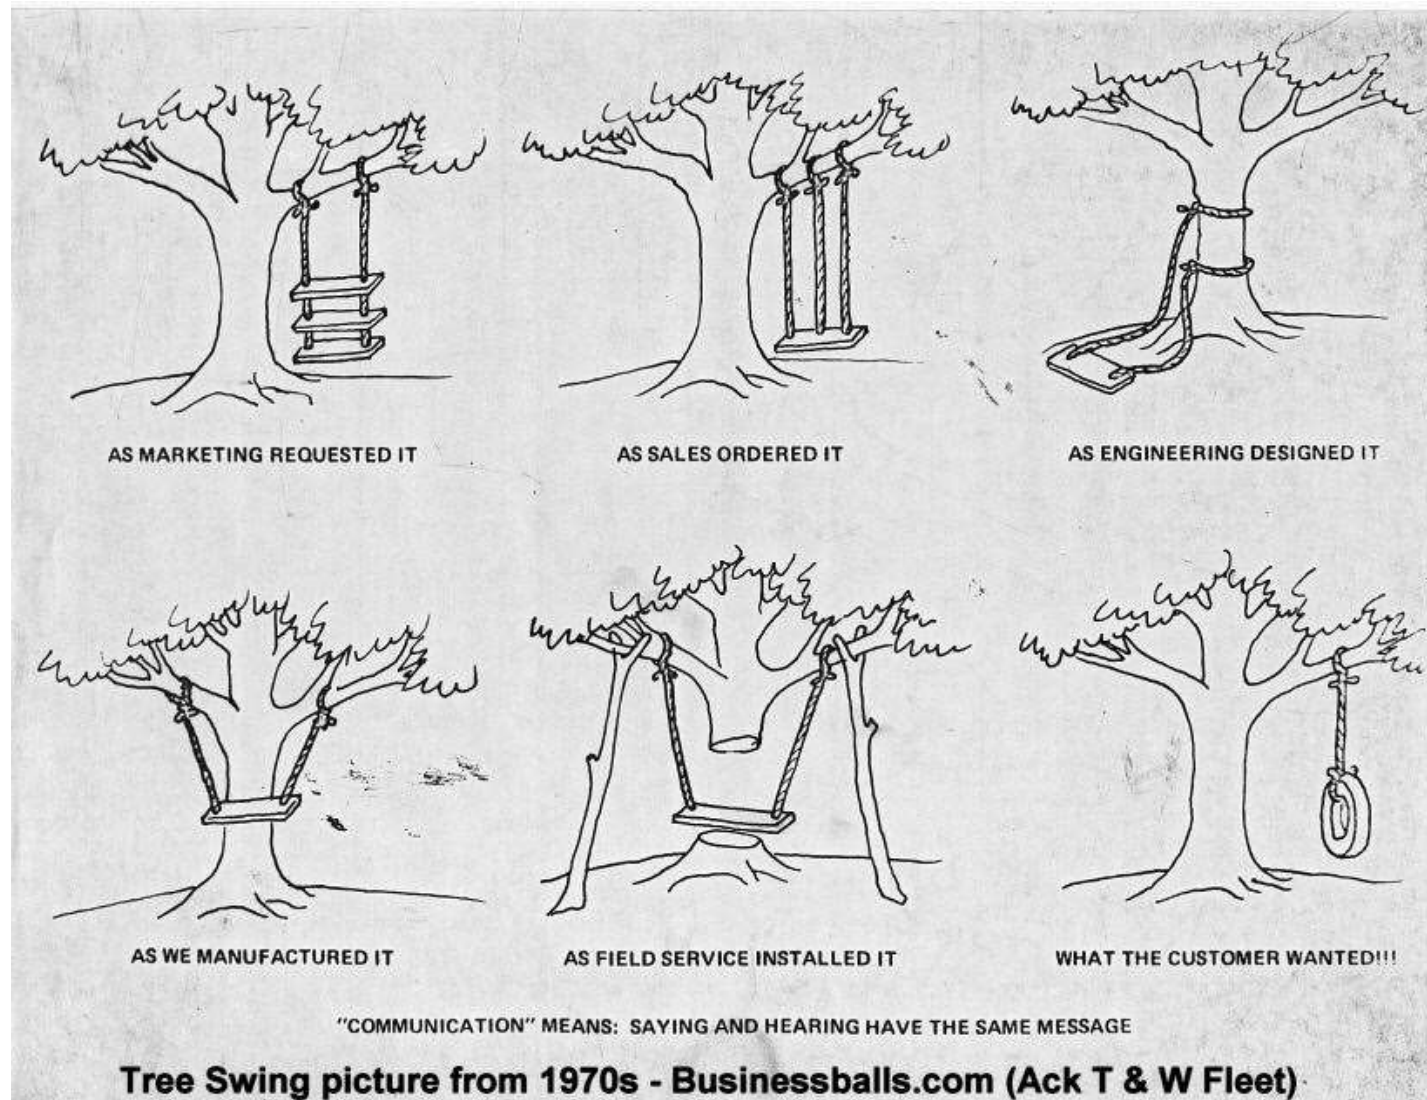 AS MARKETING REQUESTED IT
AS SALES ORDERED IT
AS ENGINEERING DESIGNED IT
AS WE MANUFACTURED IT
AS FIELD SERVICE INSTALLED IT
WHAT THE CUSTOMER WANTED!!!
"COMMUNICATION" MEANS: SAYING AND HEARING HAVE THE SAME MESSAGE
Tree Swing picture from 1970s - Businessballs.com (Ack T & W Fleet)